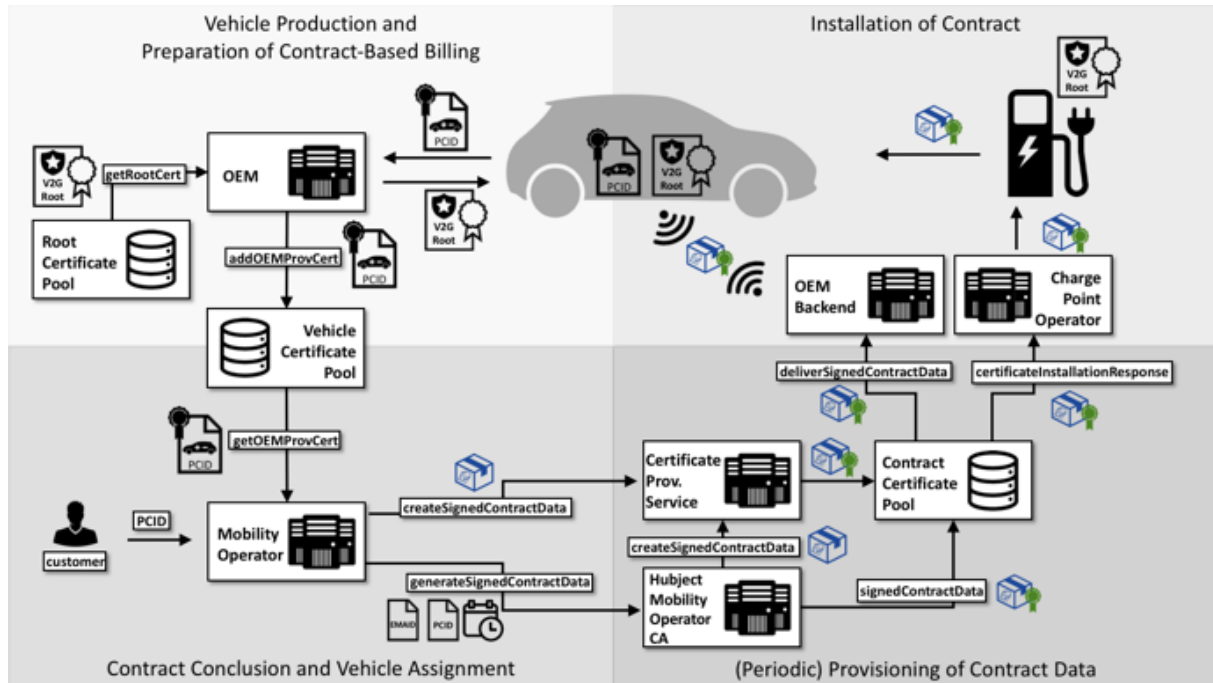 Vehicle Production and
Preparation of Contract-Based Billing
Installation of Contract
V2G
Root
PCID
V2G
Root
getRootCert
OEM
PCID
V2G
Root
V2G
Root
PCID
Root
Certificate
Pool
addOEMProvCert
PCID
OEM
Backend
Charge
Point
Operator
Vehicle
Certificate
Pool
deliverSignedContractData
certificateInstallationResponse
getOEMProvCert
PCID
Certificate
Prov.
Service
Contract
Certificate
Pool
createSignedContractData
PCID
customer
Mobility
Operator
createSignedContractData
generateSignedContractData
EMAID
PCID
Hubject
Mobility
Operator
CA
signedContractData
Contract Conclusion and Vehicle Assignment
(Periodic) Provisioning of Contract Data